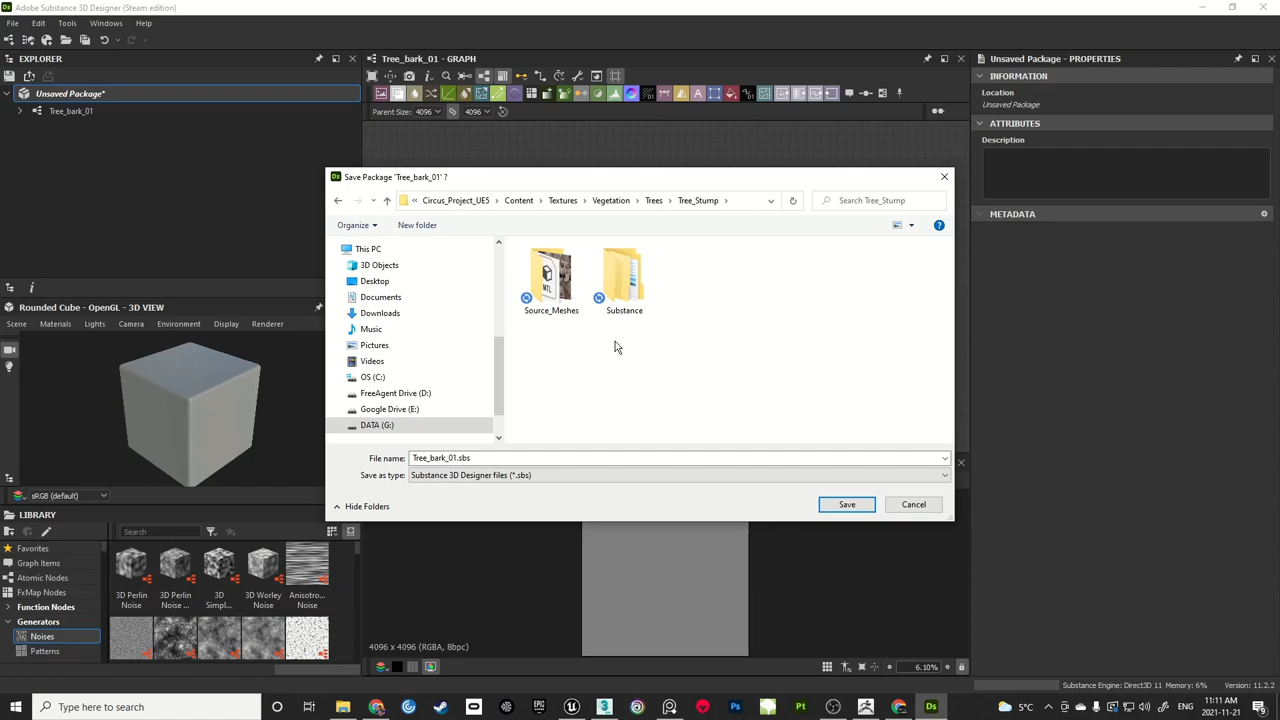 Adobe Substance 3D Designer (Steam edition)
File Edit Tools Windows Help
EXPLORER
Unsaved Package*
Tree_bark_01
Tree_bark_01 - GRAPH
Parent Size: 4096 4096
Unsaved Package - PROPERTIES
INFORMATION
Location
Unsaved Package
ATTRIBUTES
Description
METADATA
Save Package 'Tree_bark_01' ?
« Circus_Project_UE5 › Content › Textures › Vegetation › Trees › Tree_Stump ›
Search Tree_Stump
Organize
New folder
This PC
3D Objects
Desktop
Documents
Downloads
Music
Pictures
Videos
OS (C:)
FreeAgent Drive (D:)
Google Drive (E:)
DATA (G:)
MTL
Source_Meshes
Substance
File name: Tree_bark_01.sbs
Save as type: Substance 3D Designer files (*.sbs)
Hide Folders
Save
Cancel
Rounded Cube - OpenGL - 3D VIEW
Scene Materials Lights Camera Environment Display Renderer
sRGB (default)
LIBRARY
Search
Favorites
Graph Items
Atomic Nodes
FxMap Nodes
Function Nodes
Generators
Noises
Patterns
3D Perlin Noise
3D Perlin Noise ...
3D Simpl...
3D Worley Noise
Anisotro... Noise
4096 x 4096 (RGBA, 8bpc)
6.10%
Substance Engine: Direct3D 11 Memory: 6%
Version: 11.2.2
Type here to search
5°C
ENG
11:11 AM
2021-11-21